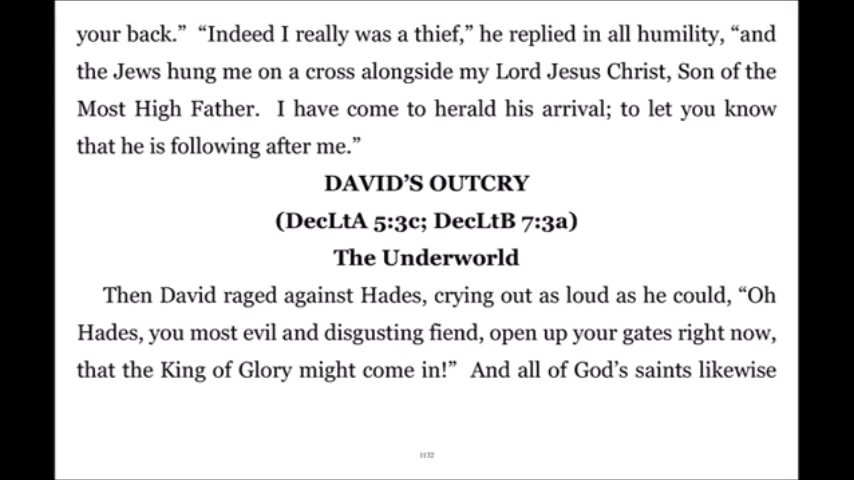 your back.” “Indeed I really was a thief,” he replied in all humility, “and
the Jews hung me on a cross alongside my Lord Jesus Christ, Son of the
Most High Father. I have come to herald his arrival; to let you know
that he is following after me.”
DAVID’S OUTCRY
(DecLtA 5:3c; DecLtB 7:3a)
The Underworld
Then David raged against Hades, crying out as loud as he could, “Oh
Hades, you most evil and disgusting fiend, open up your gates right now,
that the King of Glory might come in!” And all of God’s saints likewise
1132